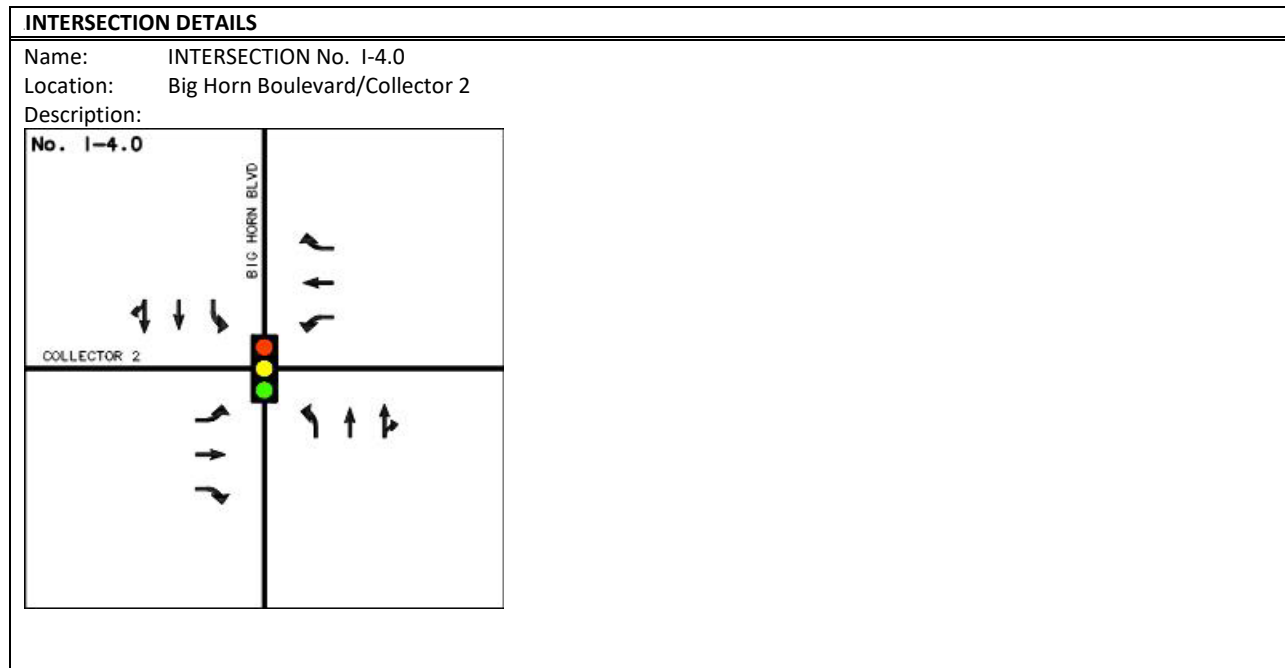 INTERSECTION DETAILS
Name: INTERSECTION No. I-4.0
Location: Big Horn Boulevard/Collector 2
Description:
No. I-4.0
BIG HORN BLVD
COLLECTOR 2